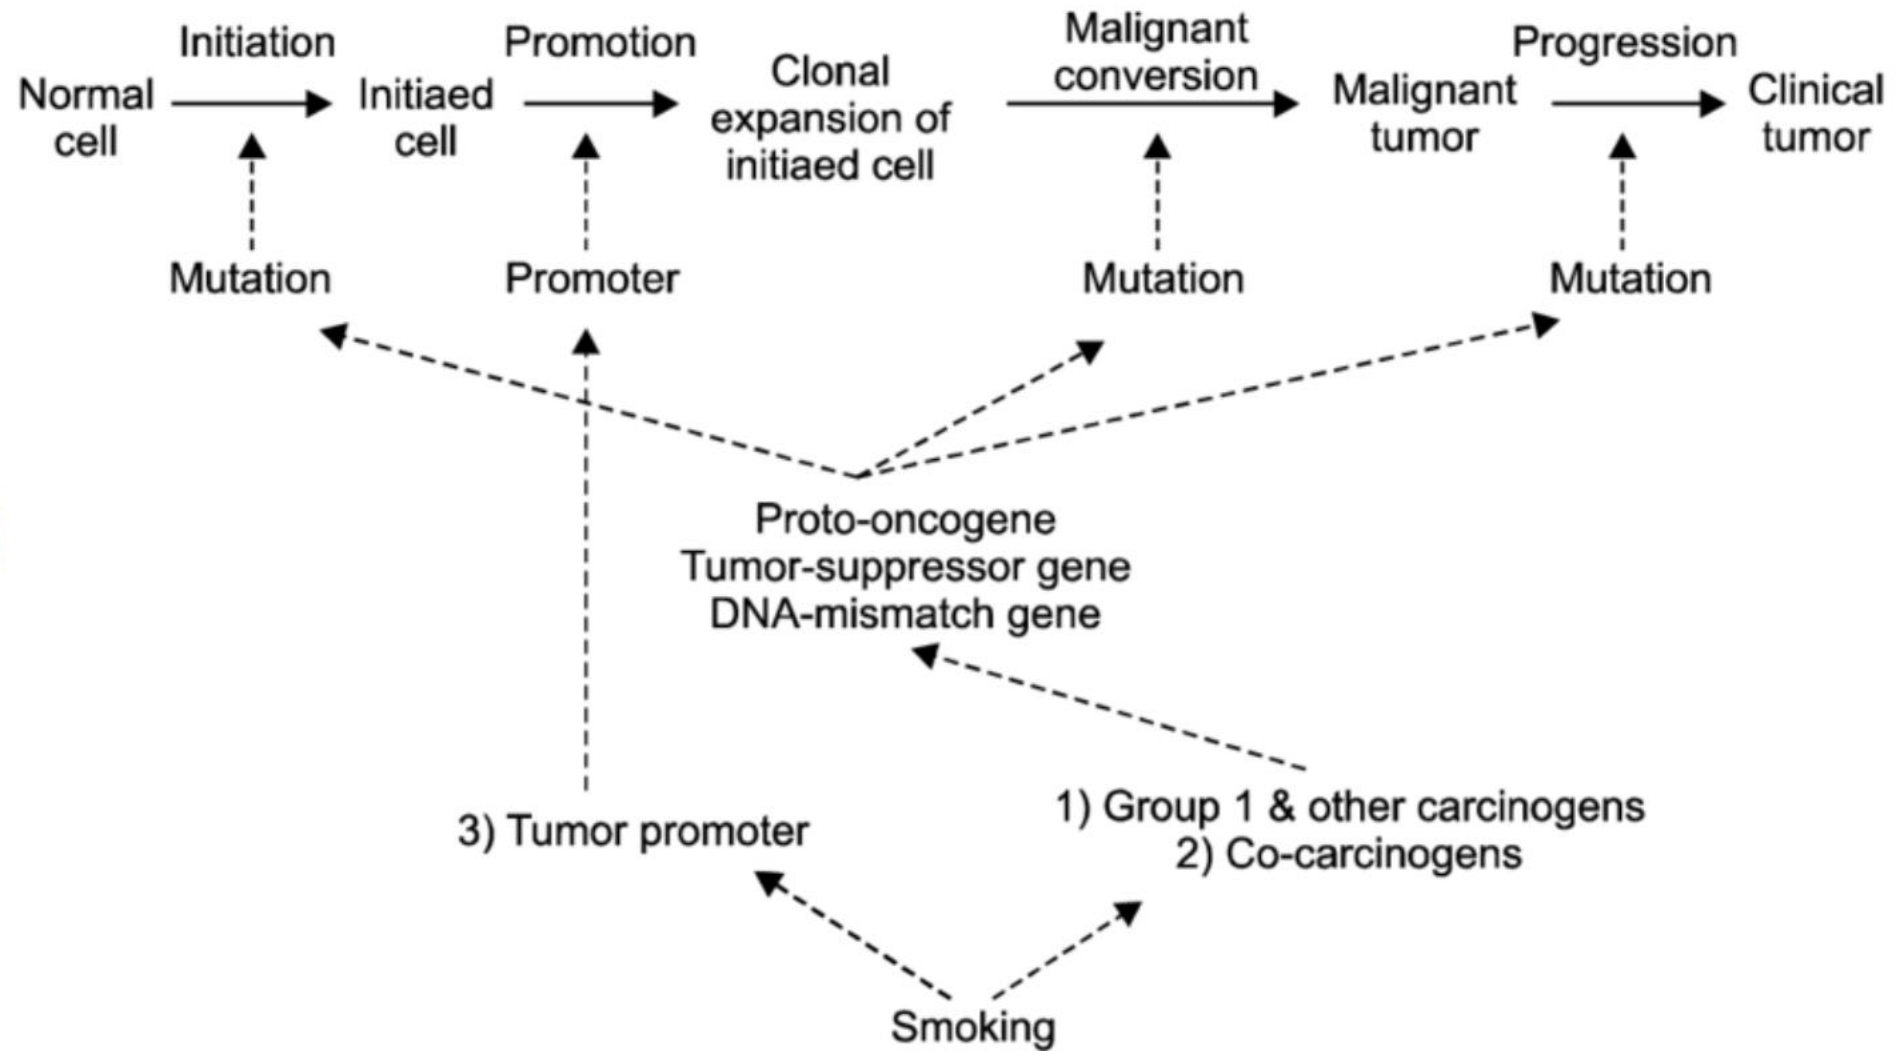 Initiation
Promotion
Malignant
conversion
Progression
Normal
cell
Initiaed
cell
Clonal
expansion of
initiaed cell
Malignant
tumor
Clinical
tumor
Mutation
Promoter
Mutation
Mutation
Proto-oncogene
Tumor-suppressor gene
DNA-mismatch gene
3) Tumor promoter
1) Group 1 & other carcinogens
2) Co-carcinogens
Smoking